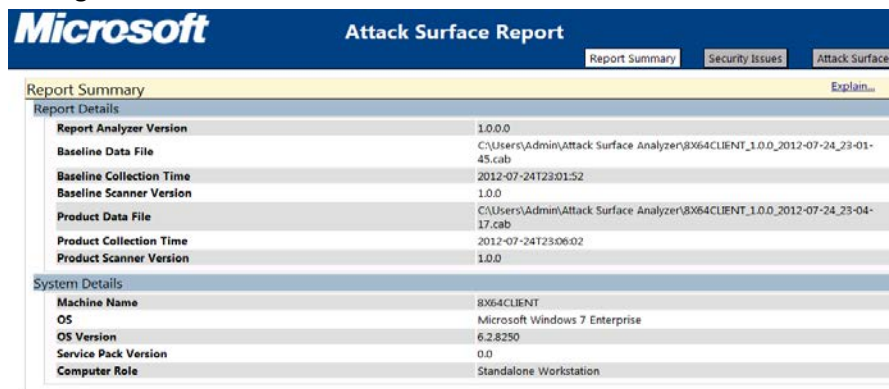 Microsoft
Attack Surface Report
Report Summary Security Issues Attack Surface
Report Summary Explain...
Report Details
Report Analyzer Version 1.0.0.0
Baseline Data File C:\Users\Admin\Attack Surface Analyzer\8X64CLIENT_1.0.0_2012-07-24_23-01-
45.cab
Baseline Collection Time 2012-07-24T23:01:52
Baseline Scanner Version 1.0.0
Product Data File C:\Users\Admin\Attack Surface Analyzer\8X64CLIENT_1.0.0_2012-07-24_23-04-
17.cab
Product Collection Time 2012-07-24T23:06:02
Product Scanner Version 1.0.0
System Details
Machine Name 8X64CLIENT
OS Microsoft Windows 7 Enterprise
OS Version 6.2.8250
Service Pack Version 0.0
Computer Role Standalone Workstation